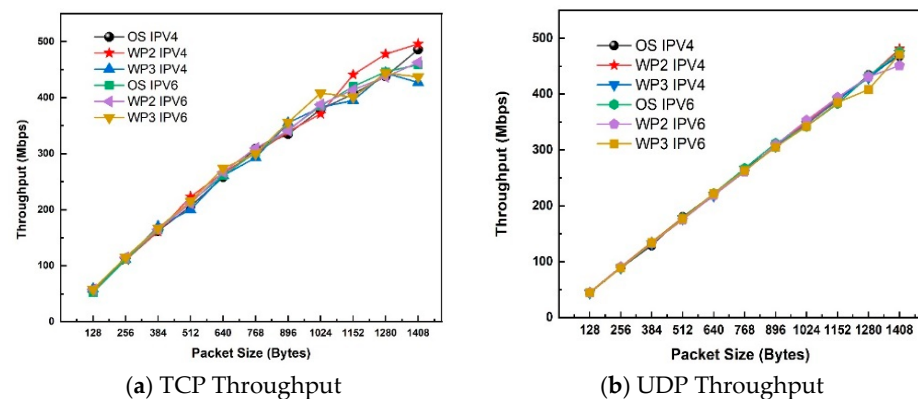 500
400
300
200
100
0
Throughput (Mbps)
OS IPV4
WP2 IPV4
WP3 IPV4
OS IPV6
WP2 IPV6
WP3 IPV6
128 256 384 512 640 768 896 1024 1152 1280 1408
Packet Size (Bytes)
(a) TCP Throughput
500
400
300
200
100
0
Throughput (Mbps)
OS IPV4
WP2 IPV4
WP3 IPV4
OS IPV6
WP2 IPV6
WP3 IPV6
128 256 384 512 640 768 896 1024 1152 1280 1408
Packet Size (Bytes)
(b) UDP Throughput